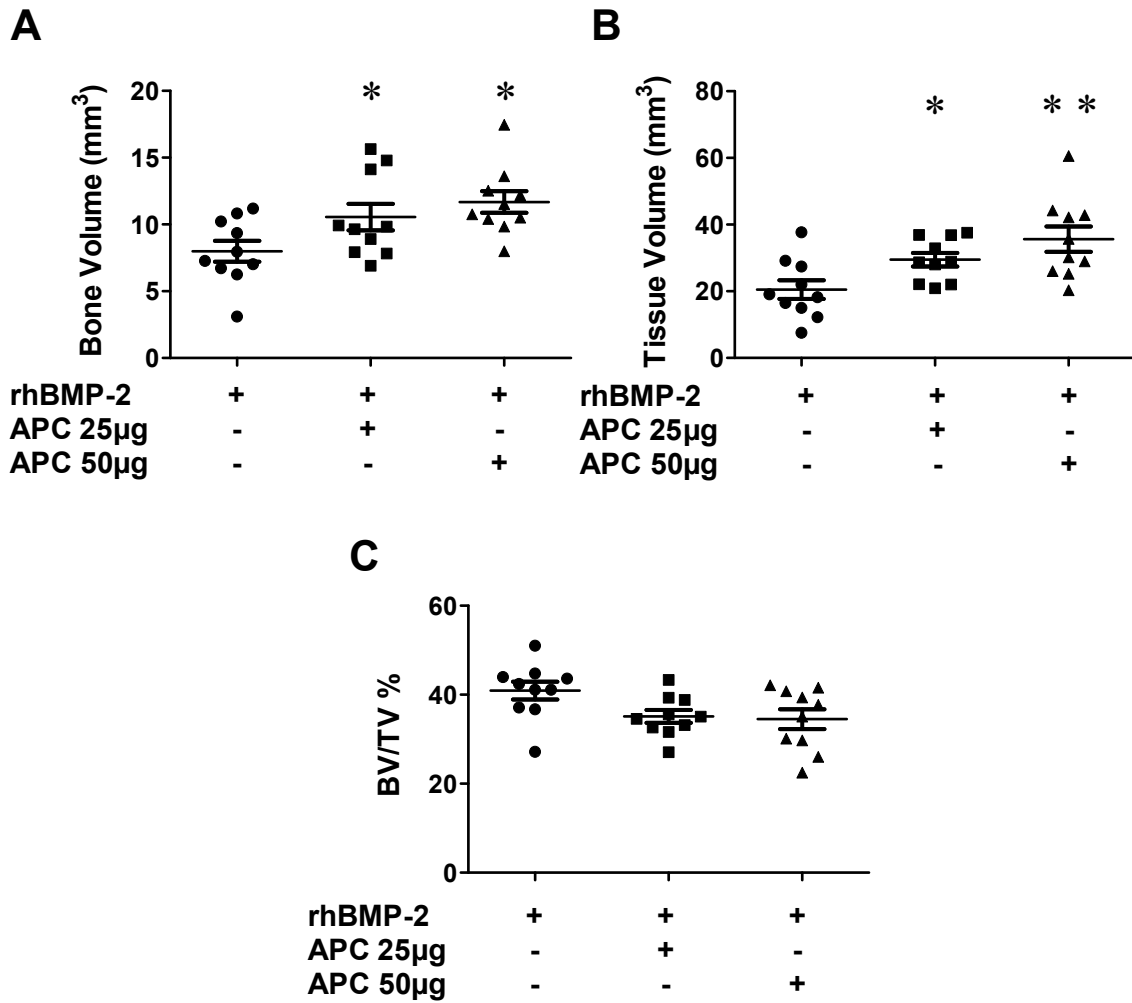 A
Bone Volume (mm³)
20
15
10
5
0
* *
rhBMP-2 + + +
APC 25µg - + -
APC 50µg - - +
B
Tissue Volume (mm³)
80
60
40
20
0
* * *
rhBMP-2 + + +
APC 25µg - + -
APC 50µg - - +
C
BV/TV %
60
40
20
0
rhBMP-2 + + +
APC 25µg - + -
APC 50µg - - +